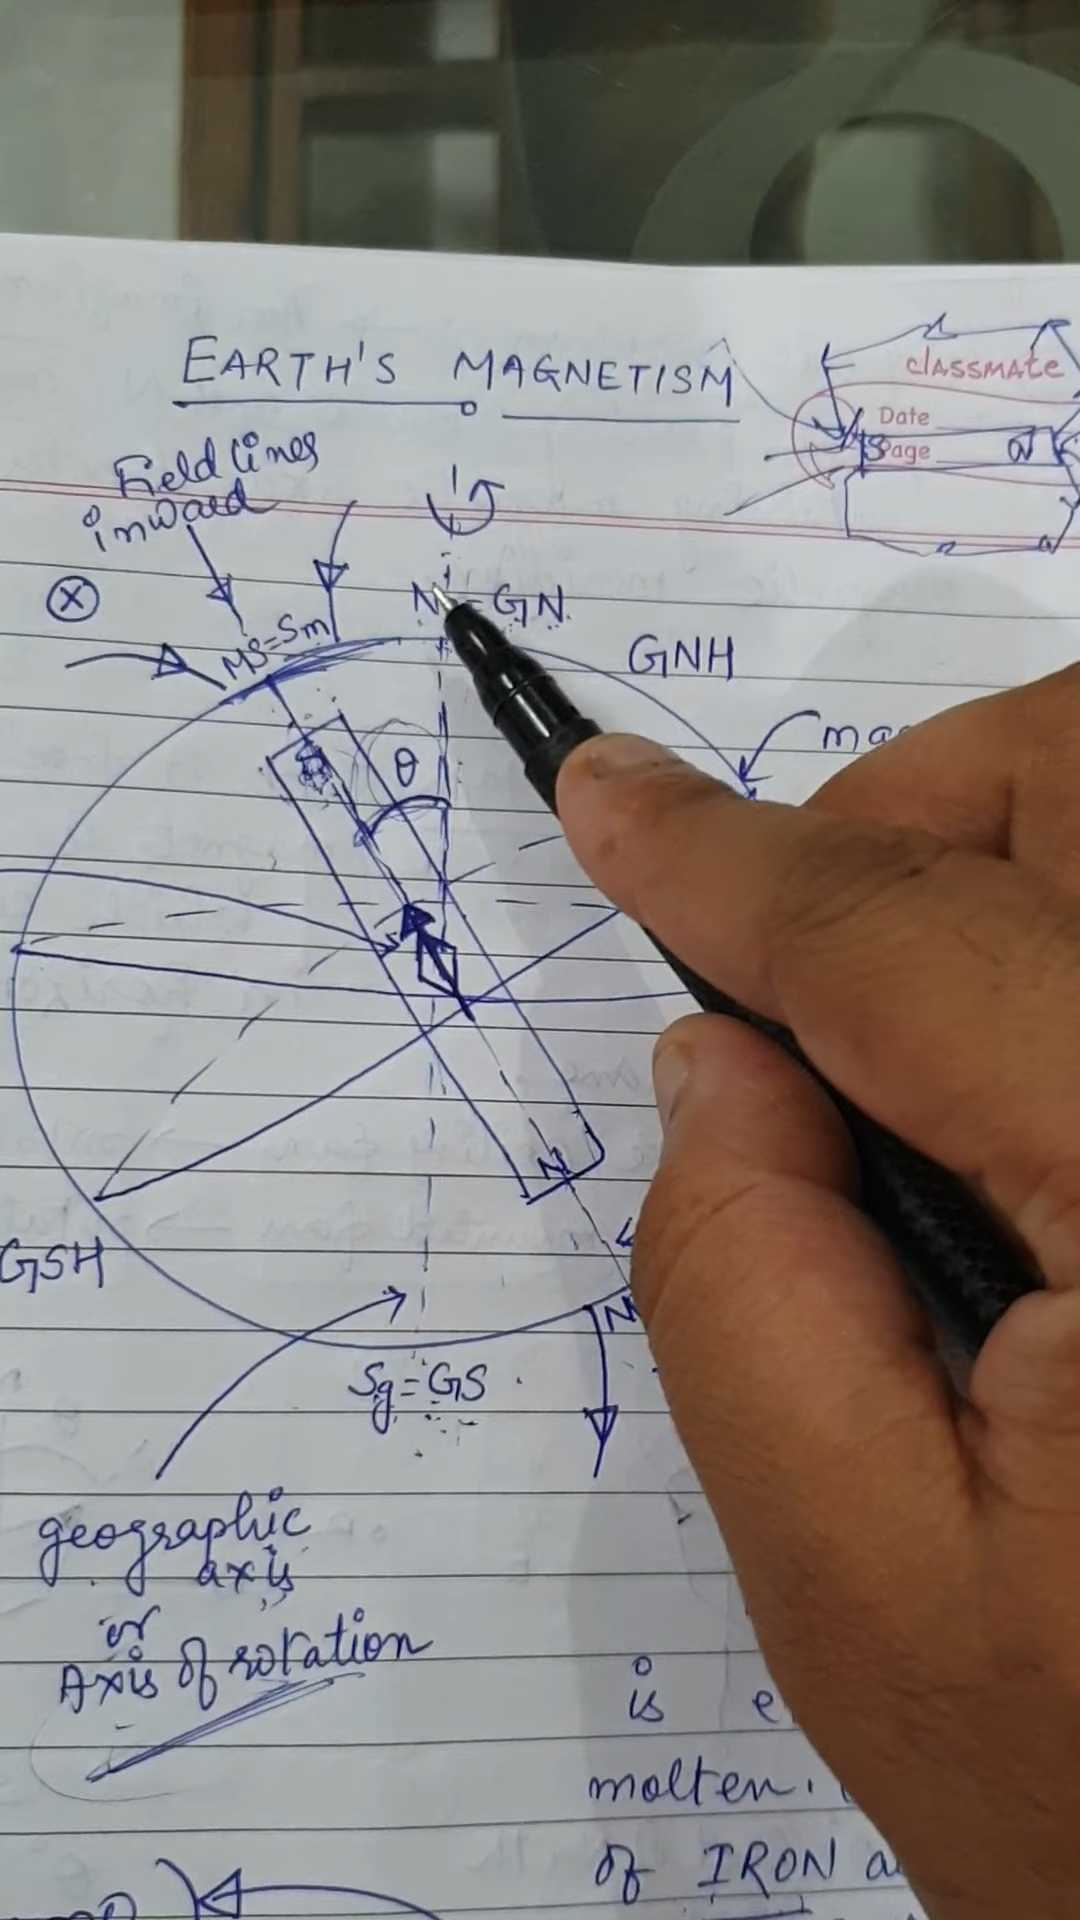 EARTH'S MAGNETISM
classmate
Date
Page
S N
Field lines
inward
N = GN
MS = Sm
GNH
θ
N
GSH
N
Sg = GS
geographic
axis
or
Axis of rotation
is
molten.
of IRON